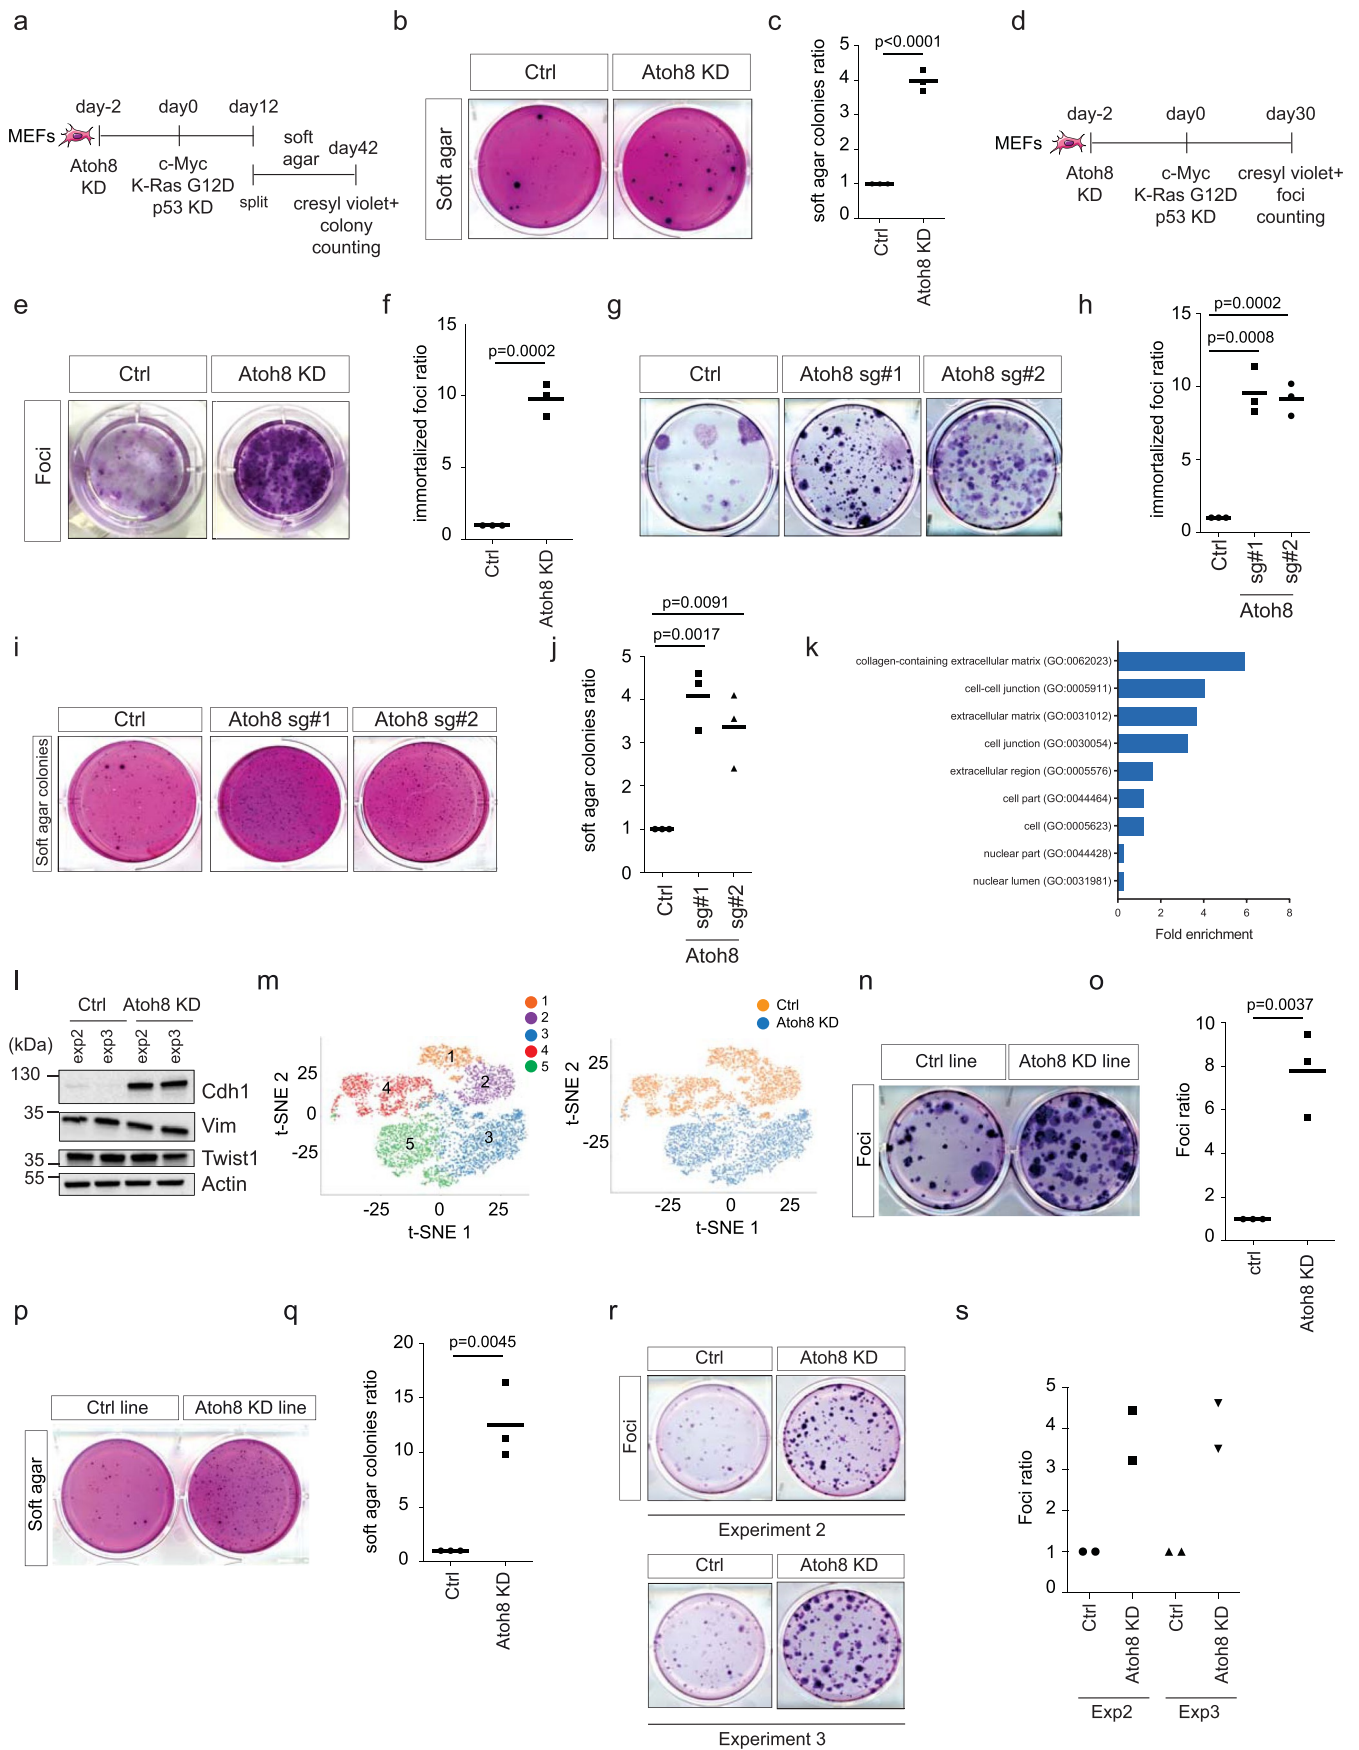 a
day-2 day0 day12
MEFs
soft
agar
day42
Atoh8
KD
c-Myc
K-Ras G12D
p53 KD
split
cresyl violet+
colony
counting
b
Ctrl Atoh8 KD
Soft agar
c
p<0.0001
soft agar colonies ratio
5
4
3
2
1
0
Ctrl
Atoh8 KD
d
day-2 day0 day30
MEFs
Atoh8
KD
c-Myc
K-Ras G12D
p53 KD
cresyl violet+
foci
counting
e
Ctrl Atoh8 KD
Foci
f
p=0.0002
immortalized foci ratio
15
10
5
0
Ctrl
Atoh8 KD
g
Ctrl Atoh8 sg#1 Atoh8 sg#2
h
p=0.0002
p=0.0008
immortalized foci ratio
15
10
5
0
Ctrl
sg#1
sg#2
Atoh8
i
Ctrl Atoh8 sg#1 Atoh8 sg#2
Soft agar colonies
j
p=0.0091
p=0.0017
soft agar colonies ratio
5
4
3
2
1
0
Ctrl
sg#1
sg#2
Atoh8
k
collagen-containing extracellular matrix (GO:0062023)
cell-cell junction (GO:0005911)
extracellular matrix (GO:0031012)
cell junction (GO:0030054)
extracellular region (GO:0005576)
cell part (GO:0044464)
cell (GO:0005623)
nuclear part (GO:0044428)
nuclear lumen (GO:0031981)
0 2 4 6 8
Fold enrichment
l
Ctrl Atoh8 KD
(kDa)
exp2 exp3 exp2 exp3
130 Cdh1
35 Vim
35 Twist1
55 Actin
m
1
2
3
4
5
t-SNE 2
25
0
-25
1
2
3
4
5
-25 0 25
t-SNE 1
Ctrl
Atoh8 KD
t-SNE 2
25
0
-25
-25 0 25
t-SNE 1
n
Ctrl line Atoh8 KD line
Foci
o
p=0.0037
Foci ratio
10
8
6
4
2
0
ctrl
Atoh8 KD
p
Ctrl line Atoh8 KD line
Soft agar
q
p=0.0045
soft agar colonies ratio
20
15
10
5
0
Ctrl
Atoh8 KD
r
Ctrl Atoh8 KD
Foci
Experiment 2
Ctrl Atoh8 KD
Experiment 3
s
Foci ratio
5
4
3
2
1
0
Ctrl
Atoh8 KD
Ctrl
Atoh8 KD
Exp2 Exp3